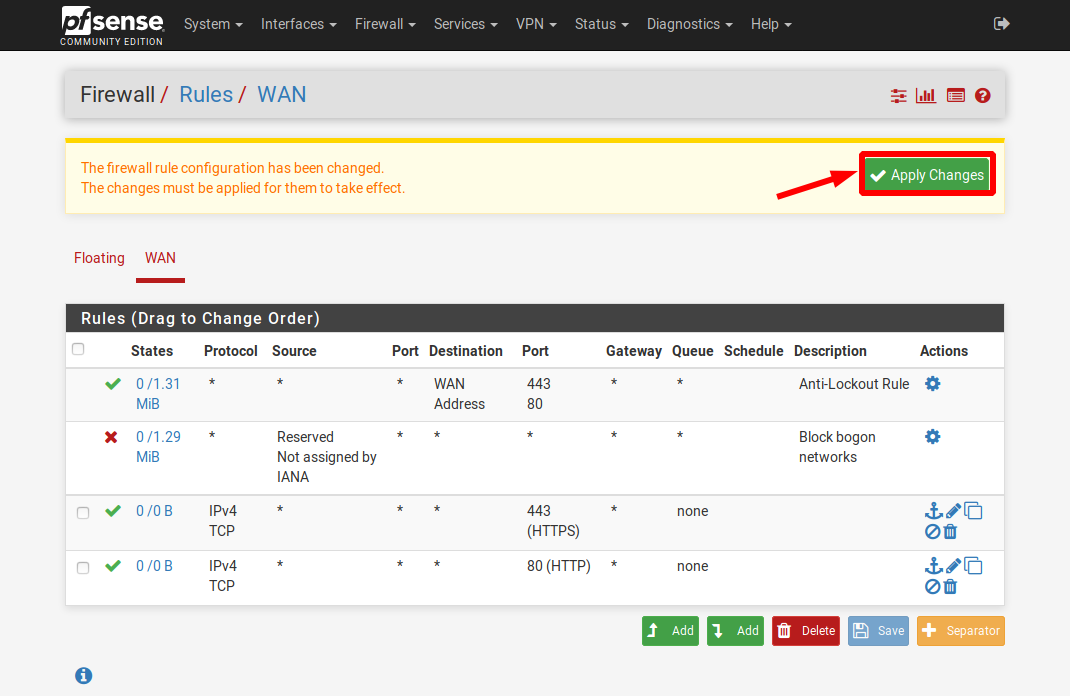 pfsense
COMMUNITY EDITION
System Interfaces Firewall Services VPN Status Diagnostics Help
Firewall / Rules / WAN
The firewall rule configuration has been changed.
The changes must be applied for them to take effect.
Apply Changes
Floating WAN
Rules (Drag to Change Order)
States Protocol Source Port Destination Port Gateway Queue Schedule Description Actions
0 /1.31 * * * WAN 443 * * Anti-Lockout Rule
MiB Address 80
0 /1.29 * Reserved * * * * * Block bogon
MiB Not assigned by networks
IANA
0 /0 B IPv4 * * * 443 * none
TCP (HTTPS)
0 /0 B IPv4 * * * 80 (HTTP) * none
TCP
Add Add Delete Save Separator